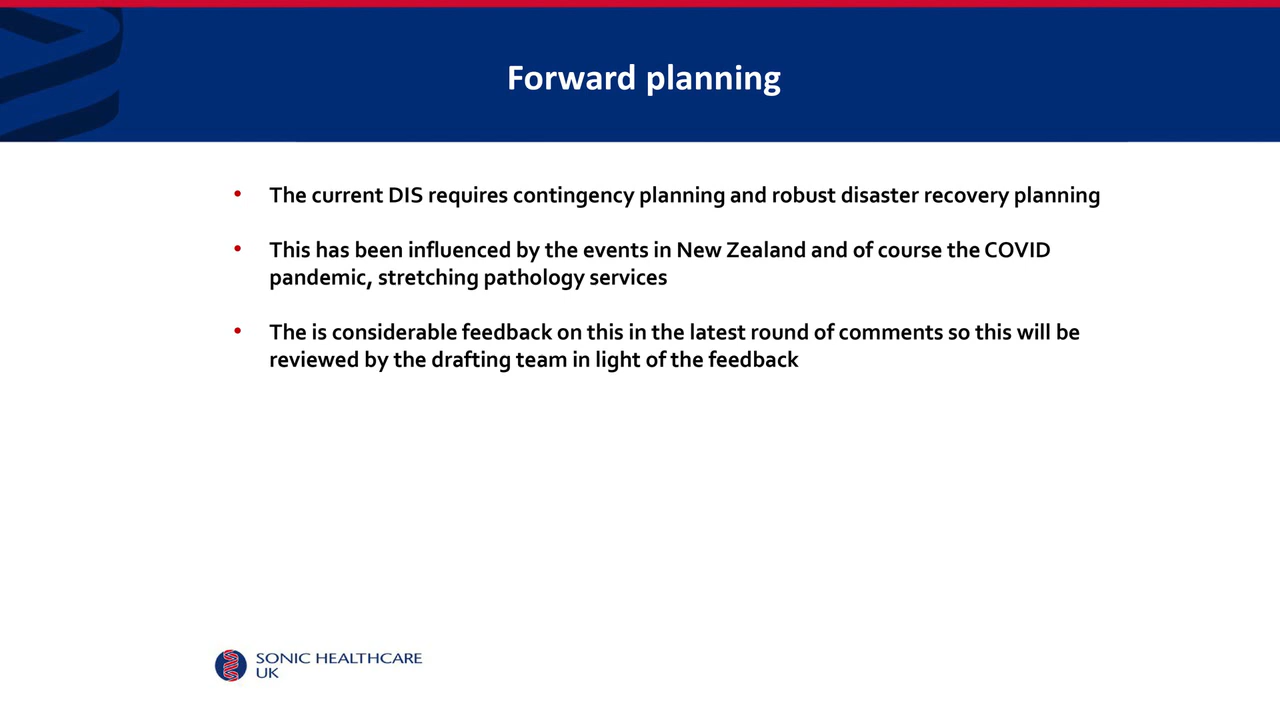 Forward planning
• The current DIS requires contingency planning and robust disaster recovery planning
• This has been influenced by the events in New Zealand and of course the COVID
pandemic, stretching pathology services
• The is considerable feedback on this in the latest round of comments so this will be
reviewed by the drafting team in light of the feedback
SONIC HEALTHCARE
UK